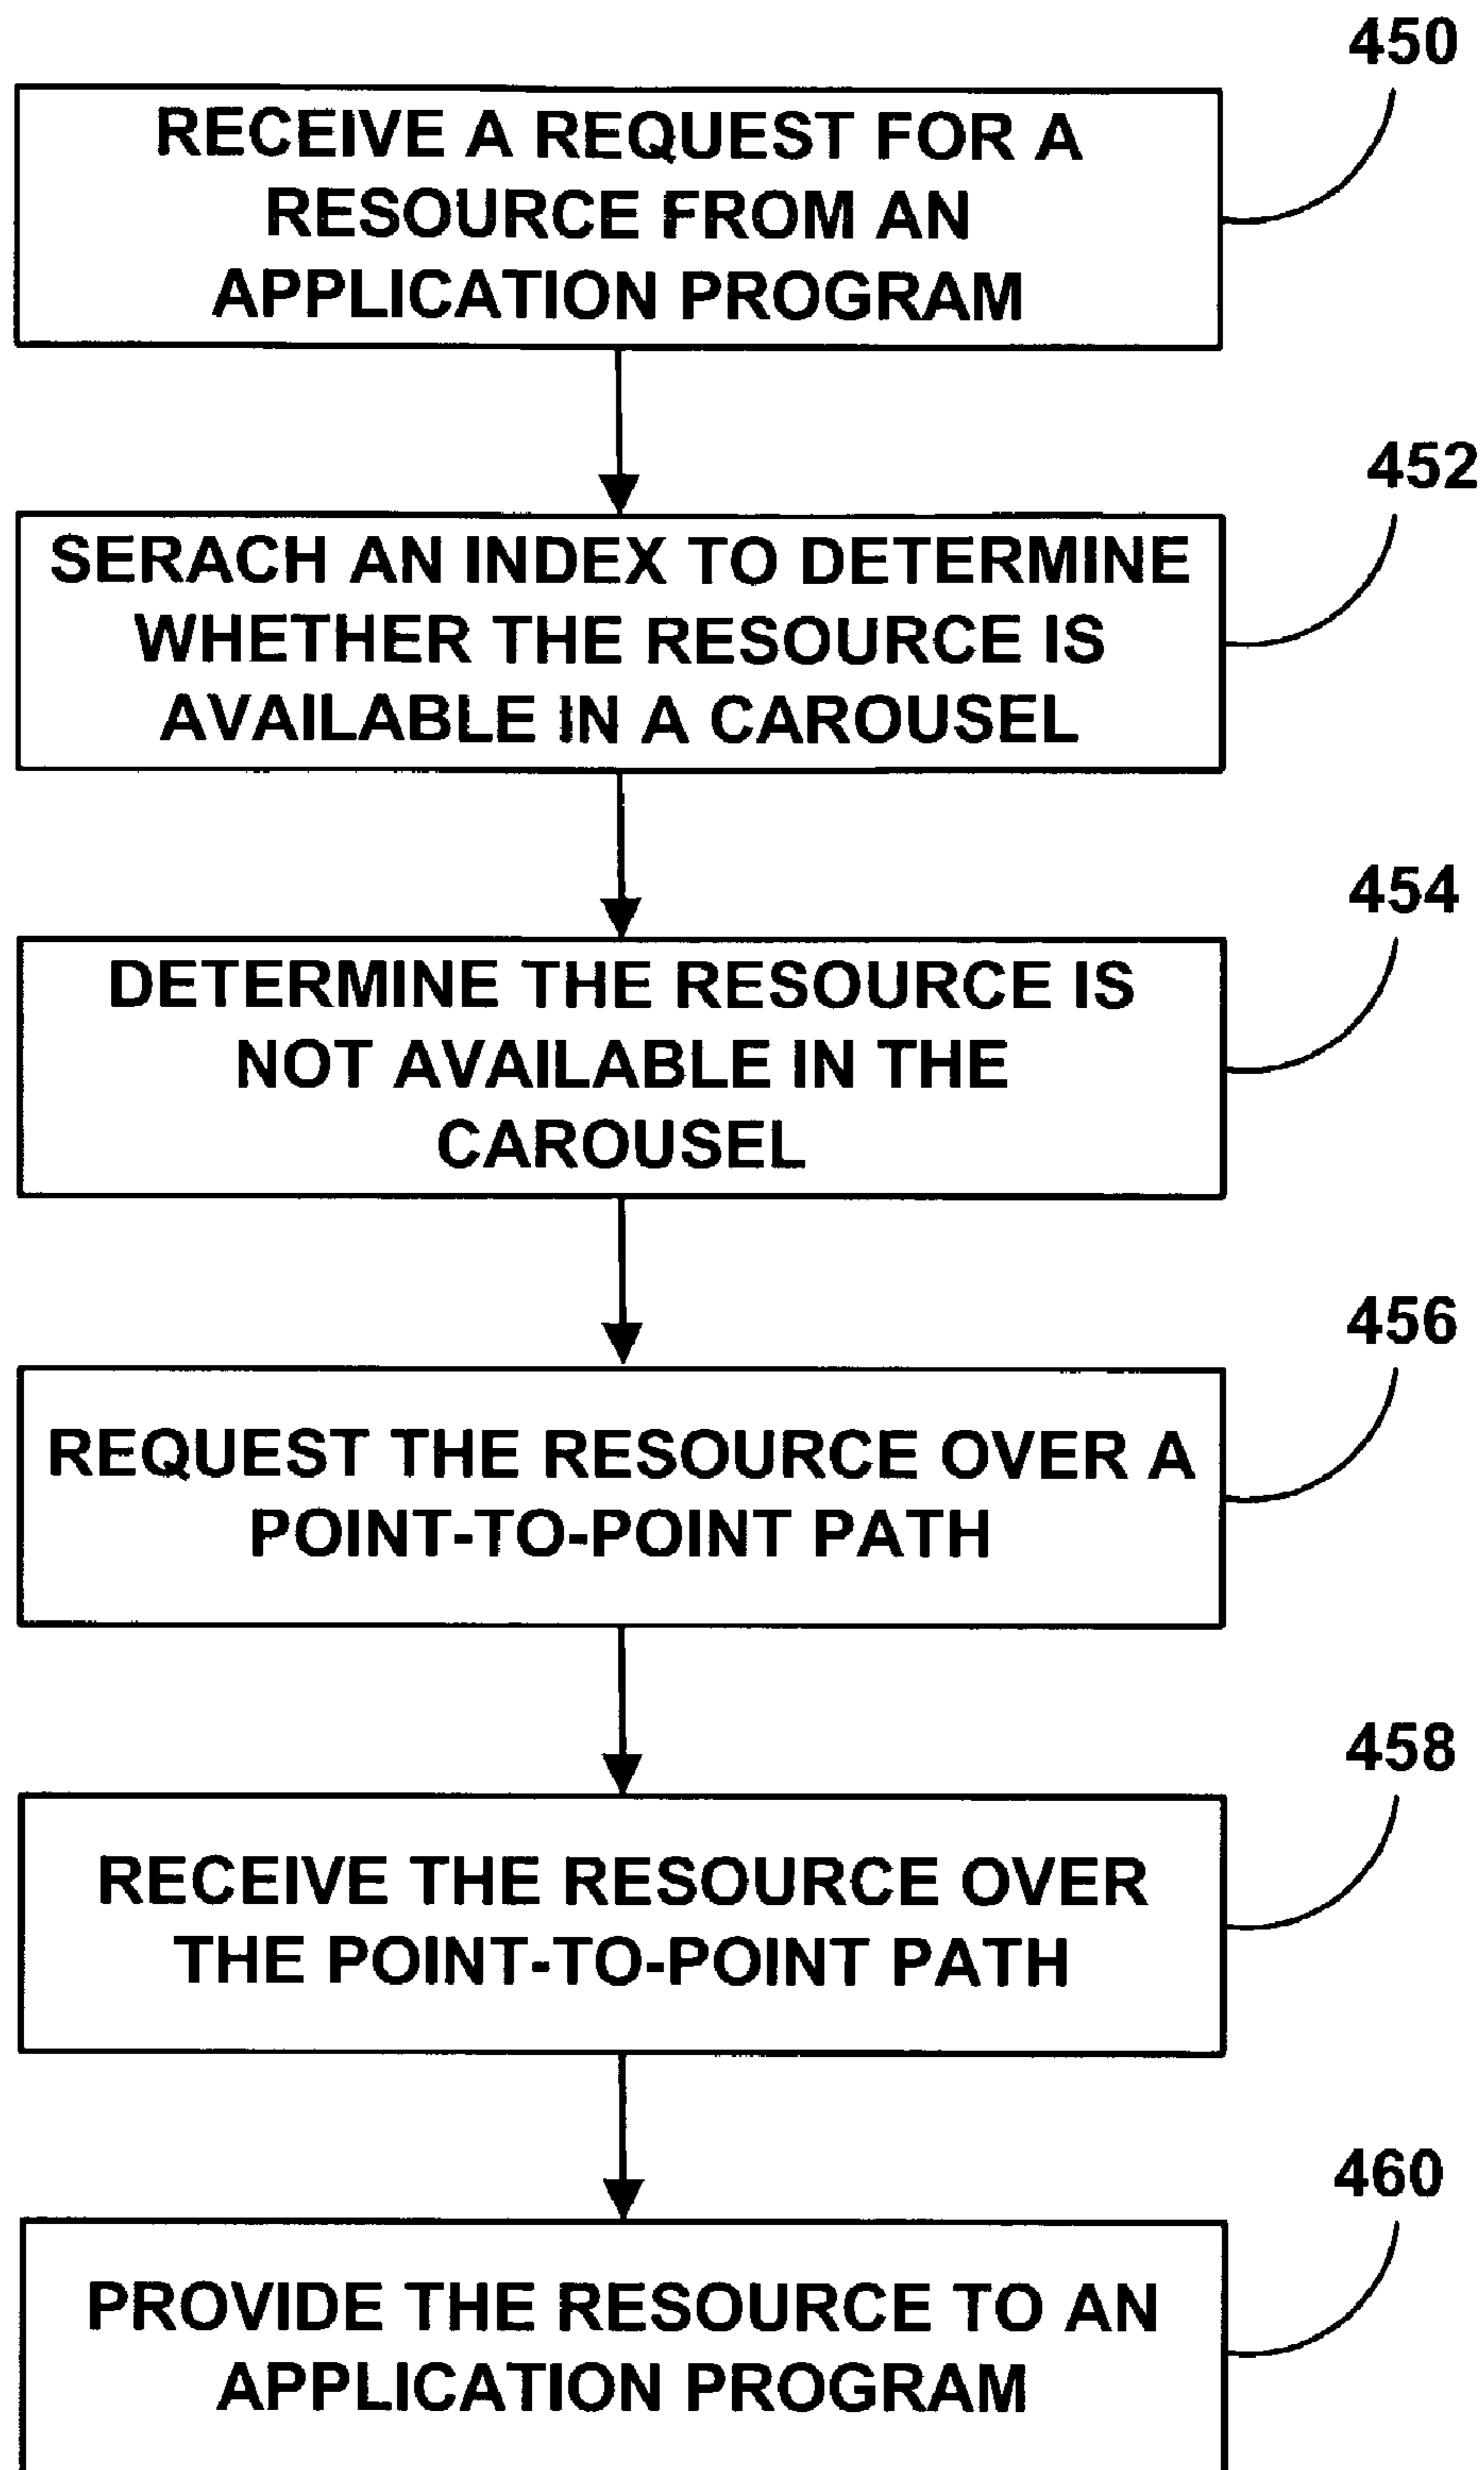 450
RECEIVE A REQUEST FOR A
RESOURCE FROM AN
APPLICATION PROGRAM
452
SERACH AN INDEX TO DETERMINE
WHETHER THE RESOURCE IS
AVAILABLE IN A CAROUSEL
454
DETERMINE THE RESOURCE IS
NOT AVAILABLE IN THE
CAROUSEL
456
REQUEST THE RESOURCE OVER A
POINT-TO-POINT PATH
458
RECEIVE THE RESOURCE OVER
THE POINT-TO-POINT PATH
460
PROVIDE THE RESOURCE TO AN
APPLICATION PROGRAM